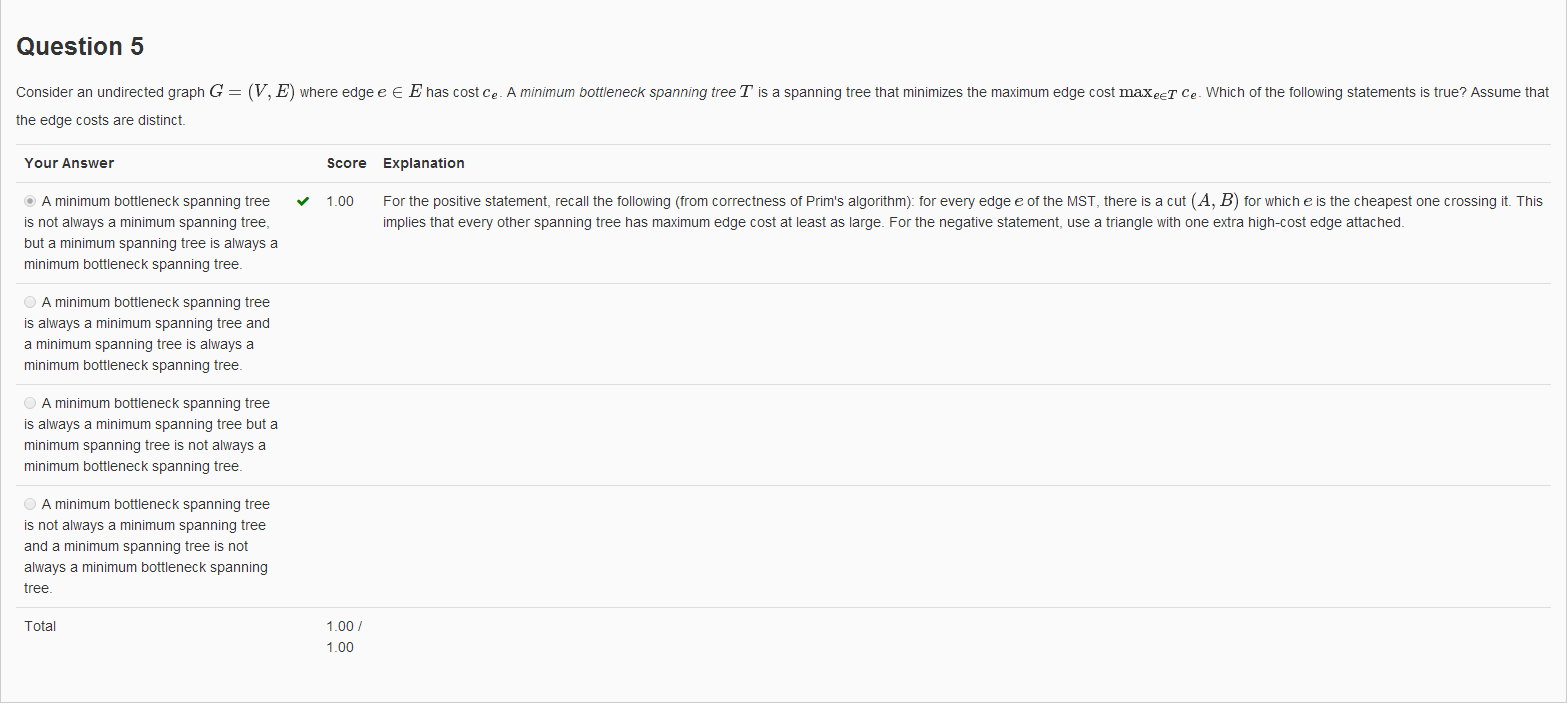 Question 5
Consider an undirected graph G = (V, E) where edge e ∈ E has cost cₑ. A minimum bottleneck spanning tree T is a spanning tree that minimizes the maximum edge cost maxₑ∈T cₑ. Which of the following statements is true? Assume that
the edge costs are distinct.
Your Answer Score Explanation
A minimum bottleneck spanning tree ✔ 1.00 For the positive statement, recall the following (from correctness of Prim's algorithm): for every edge e of the MST, there is a cut (A, B) for which e is the cheapest one crossing it. This
is not always a minimum spanning tree, implies that every other spanning tree has maximum edge cost at least as large. For the negative statement, use a triangle with one extra high-cost edge attached.
but a minimum spanning tree is always a
minimum bottleneck spanning tree.
A minimum bottleneck spanning tree
is always a minimum spanning tree and
a minimum spanning tree is always a
minimum bottleneck spanning tree.
A minimum bottleneck spanning tree
is always a minimum spanning tree but a
minimum spanning tree is not always a
minimum bottleneck spanning tree.
A minimum bottleneck spanning tree
is not always a minimum spanning tree
and a minimum spanning tree is not
always a minimum bottleneck spanning
tree.
Total 1.00 /
1.00